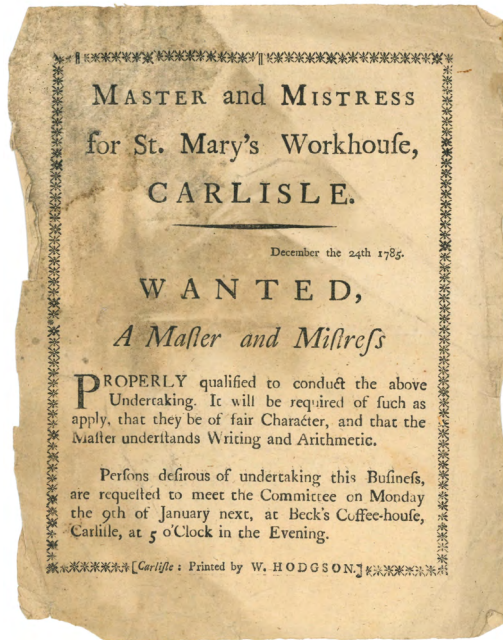 MASTER and MISTRESS
for St. Mary's Workhouſe,
CARLISLE.
December the 24th 1785.
WANTED,
A Maſter and Miſtreſs
PROPERLY qualified to conduct the above
Undertaking. It will be required of ſuch as
apply, that they be of fair Character, and that the
Maſter underſtands Writing and Arithmetic.
Perſons deſirous of undertaking this Buſineſs,
are requeſted to meet the Committee on Monday
the 9th of January next, at Beck's Coffee-houſe,
Carliſle, at 5 o'Clock in the Evening.
[Carliſle: Printed by W. HODGSON.]